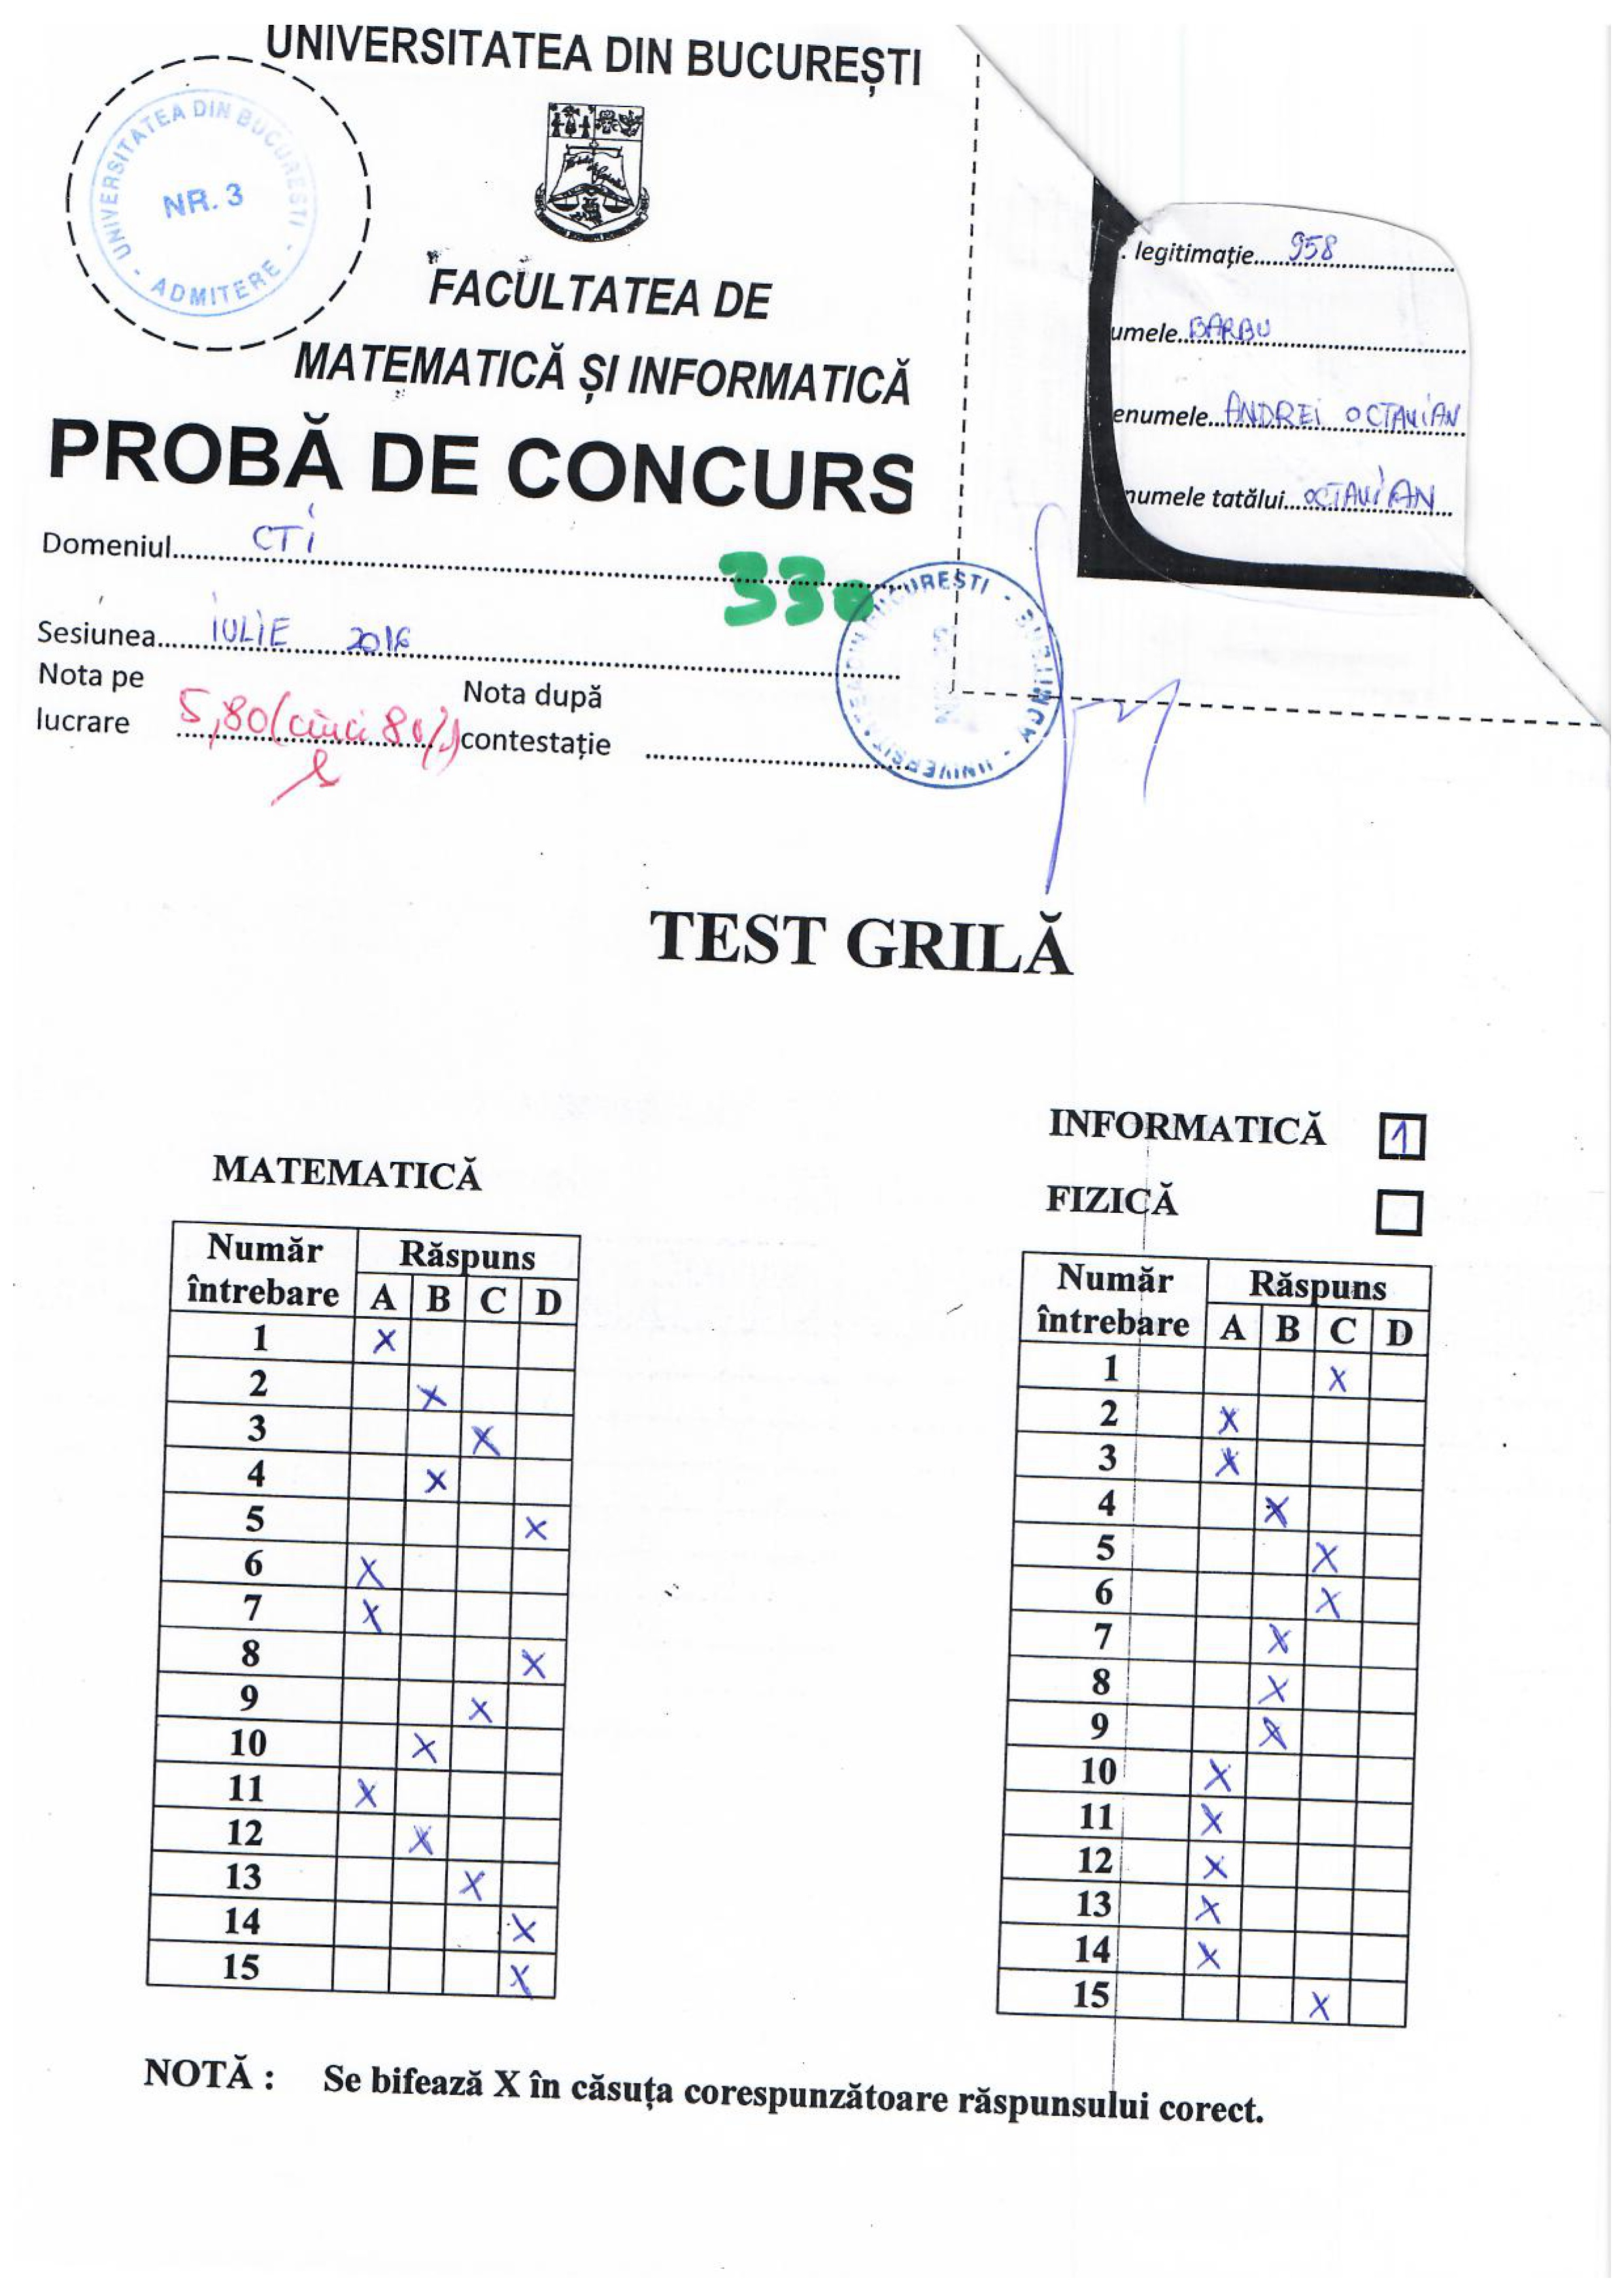 UNIVERSITATEA DIN BUCUREȘTI
UNIVERSITATEA DIN BUCURESTI - ADMITERE -
NR. 3
FACULTATEA DE
MATEMATICĂ ȘI INFORMATICĂ
PROBĂ DE CONCURS
. legitimație 958
umele BARBU
enumele ANDREI OCTAVIAN
numele tatălui OCTAVIAN
Domeniul CTI
330
Sesiunea IULIE 2016
Nota pe lucrare 5,80 (cinci 80/)
Nota după contestație
TEST GRILĂ
MATEMATICĂ
Număr întrebare Răspuns
A B C D
1 X
2 X
3 X
4 X
5 X
6 X
7 X
8 X
9 X
10 X
11 X
12 X
13 X
14 X
15 X
INFORMATICĂ 1
FIZICĂ
Număr întrebare Răspuns
A B C D
1 X
2 X
3 X
4 X
5 X
6 X
7 X
8 X
9 X
10 X
11 X
12 X
13 X
14 X
15 X
NOTĂ : Se bifează X în căsuța corespunzătoare răspunsului corect.